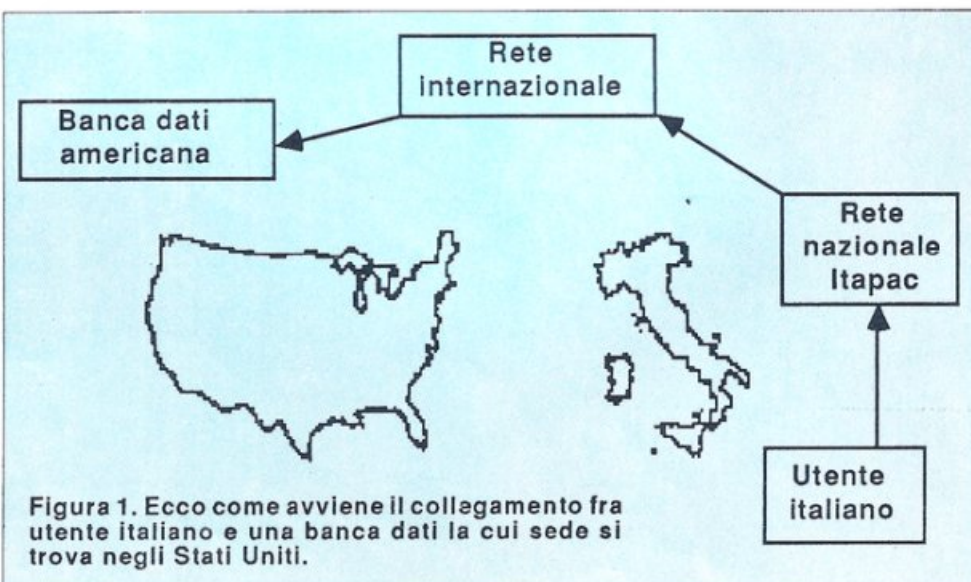 Rete
internazionale
Banca dati
americana
Rete
nazionale
Itapac
Utente
italiano
Figura 1. Ecco come avviene il collegamento fra
utente italiano e una banca dati la cui sede si
trova negli Stati Uniti.